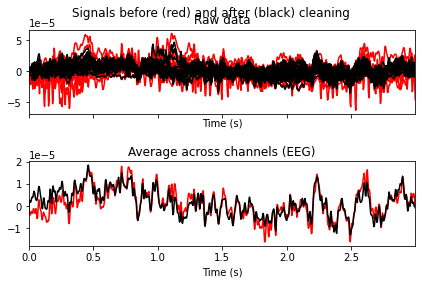 Signals before (red) and after (black) cleaning
Raw data
1e−5
5
0
−5
Time (s)
Average across channels (EEG)
1e−5
2
1
0
−1
0.0 0.5 1.0 1.5 2.0 2.5
Time (s)